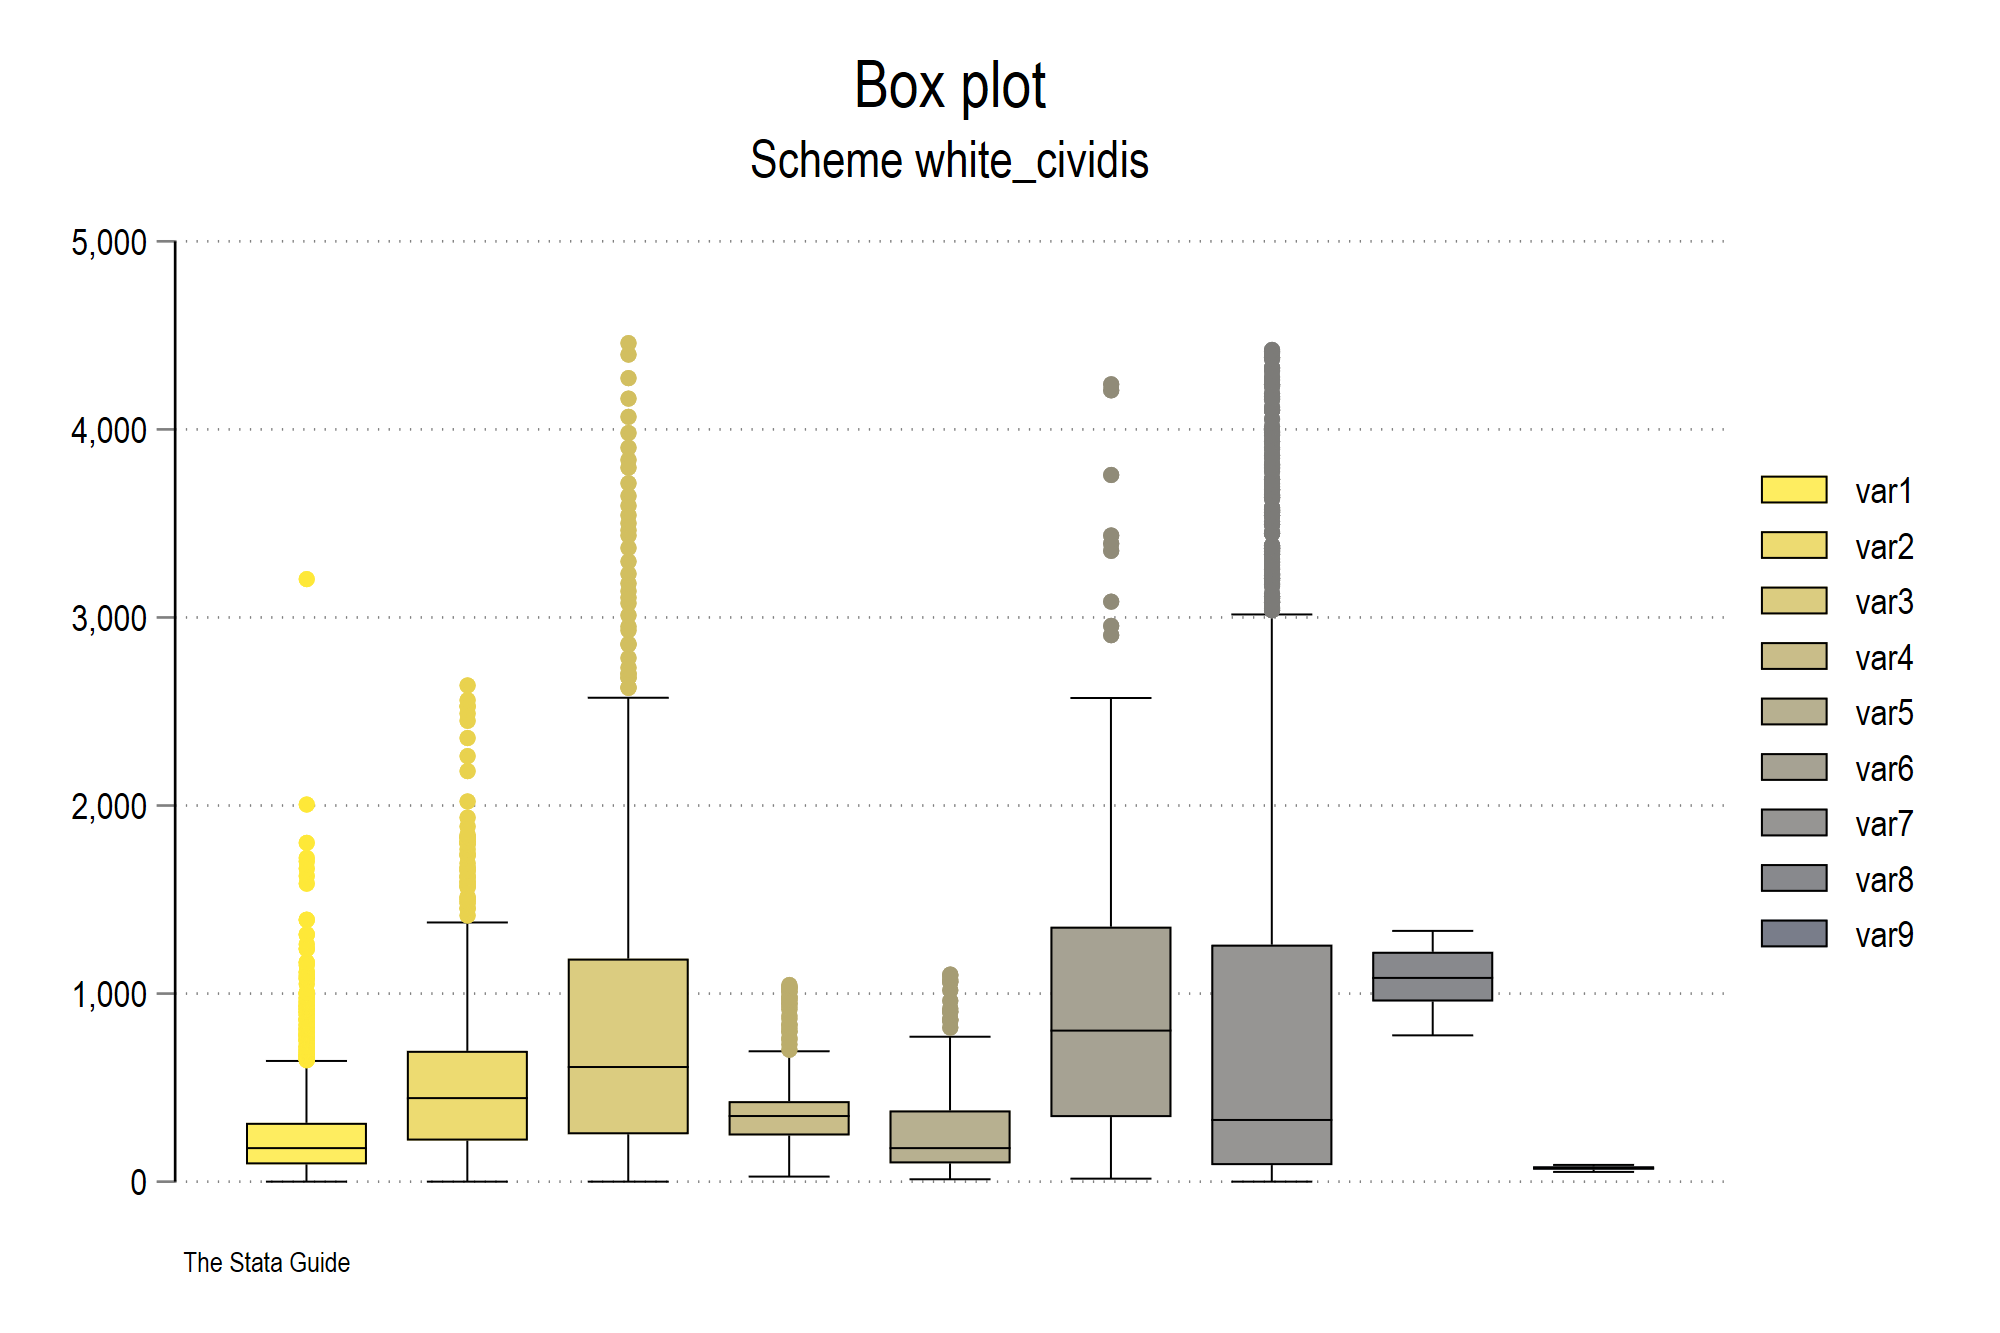 Box plot
Scheme white_cividis
5,000
4,000
3,000
2,000
1,000
0
var1
var2
var3
var4
var5
var6
var7
var8
var9
The Stata Guide